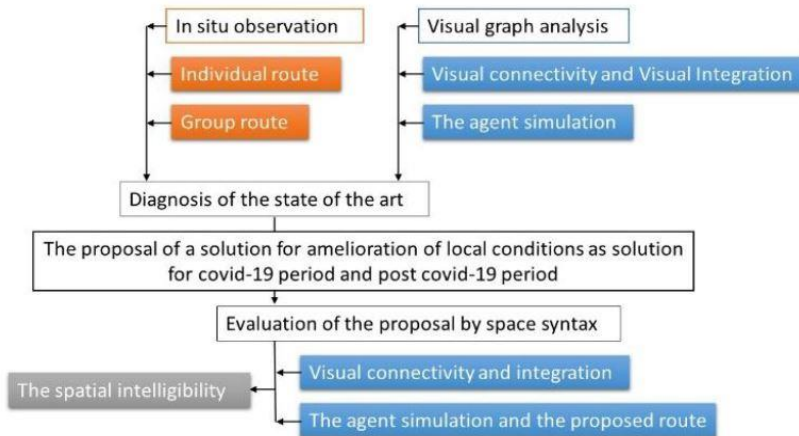 In situ observation
Individual route
Group route
Visual graph analysis
Visual connectivity and Visual Integration
The agent simulation
Diagnosis of the state of the art
The proposal of a solution for amelioration of local conditions as solution
for covid-19 period and post covid-19 period
Evaluation of the proposal by space syntax
The spatial intelligibility
Visual connectivity and integration
The agent simulation and the proposed route